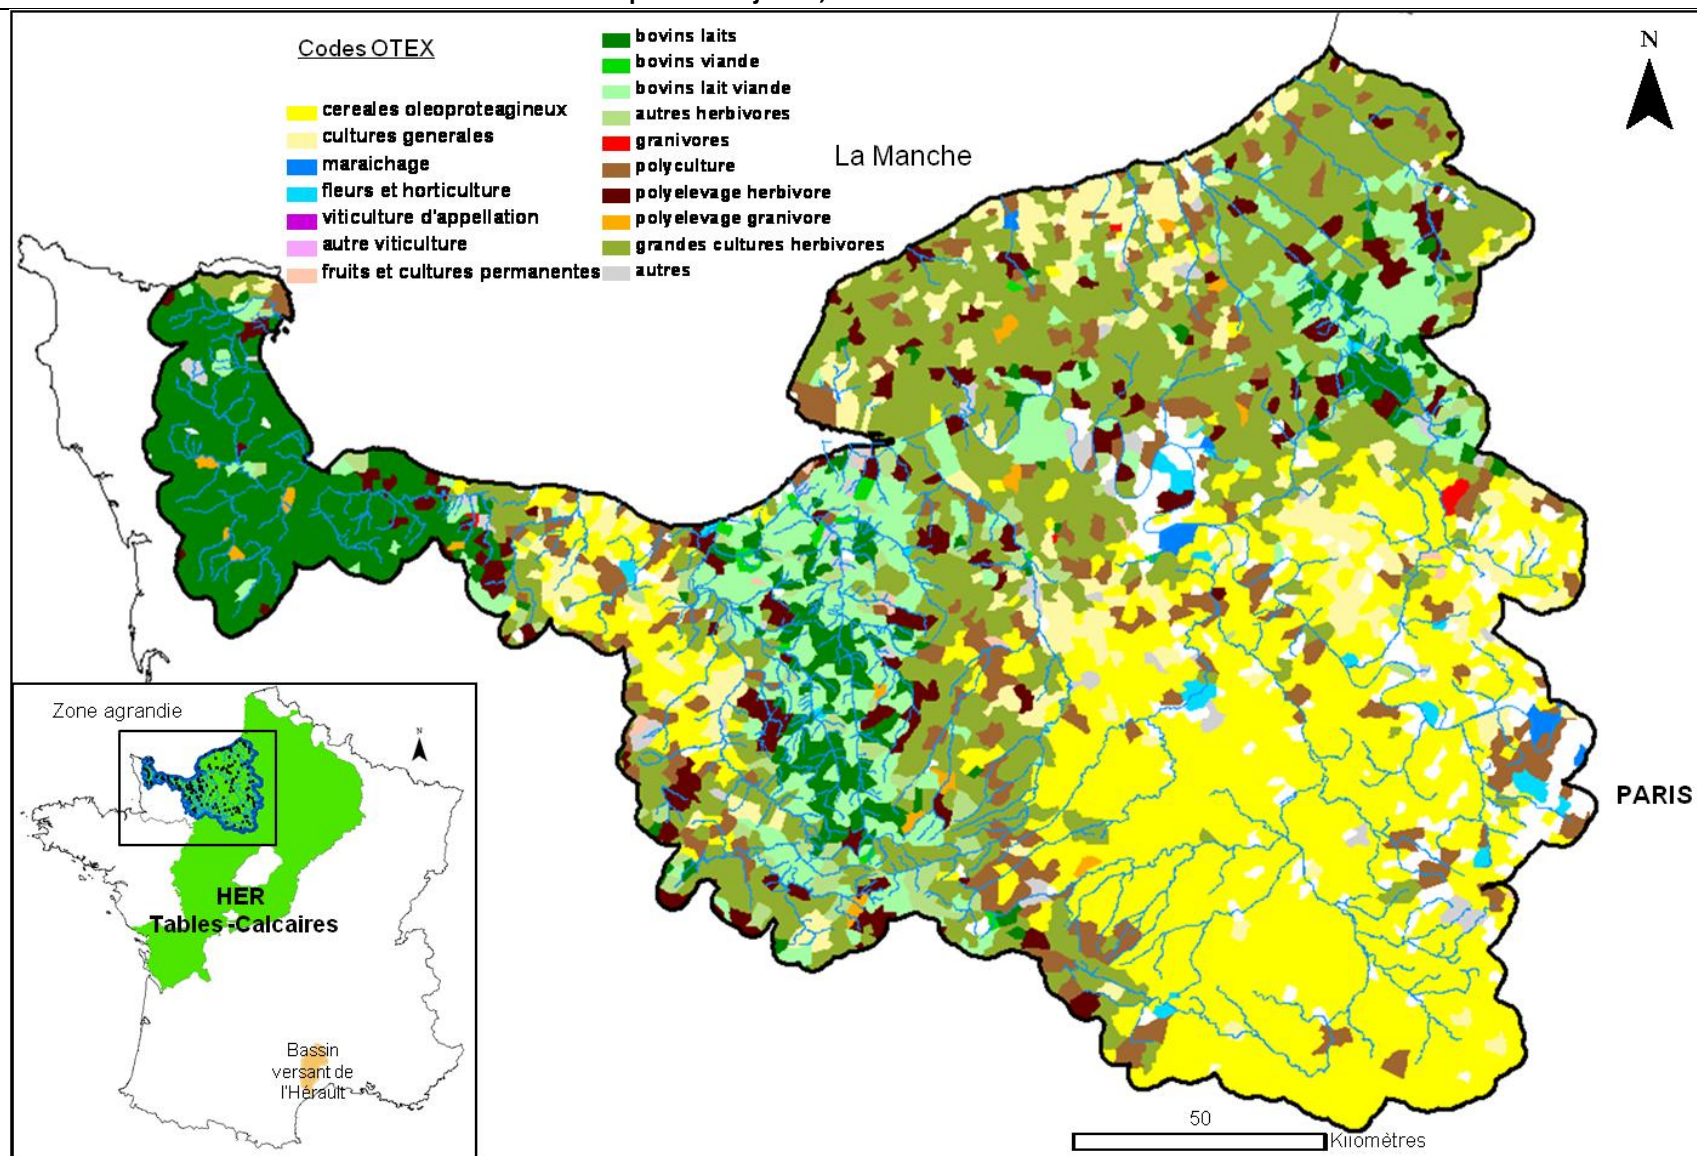 Codes OTEX
cereales oleoproteagineux
cultures generales
maraichage
fleurs et horticulture
viticulture d'appellation
autre viticulture
fruits et cultures permanentes
bovins laits
bovins viande
bovins lait viande
autres herbivores
granivores
polyculture
polyelevage herbivore
polyelevage granivore
grandes cultures herbivores
autres
La Manche
N
PARIS
Zone agrandie
N
HER
Tables-Calcaires
Bassin
versant de
l'Hérault
50
Kilomètres